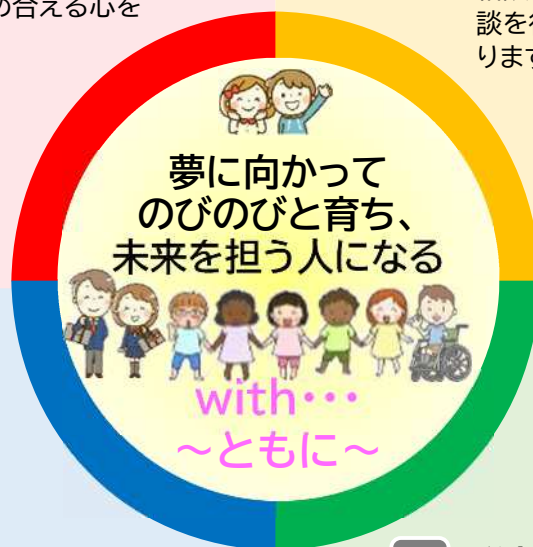 の合える心を
談を行
ります
夢に向かって
のびのびと育ち、
未来を担う人になる
with・・・
～ともに～